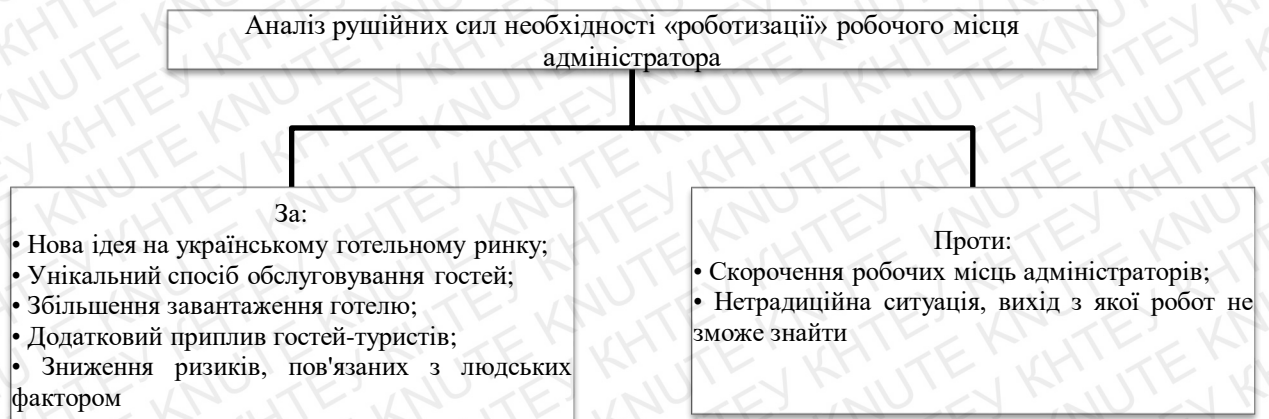 Аналіз рушійних сил необхідності «роботизації» робочого місця
адміністратора
За:
• Нова ідея на українському готельному ринку;
• Унікальний спосіб обслуговування гостей;
• Збільшення завантаження готелю;
• Додатковий приплив гостей-туристів;
• Зниження ризиків, пов'язаних з людських
фактором
Проти:
• Скорочення робочих місць адміністраторів;
• Нетрадиційна ситуація, вихід з якої робот не
зможе знайти